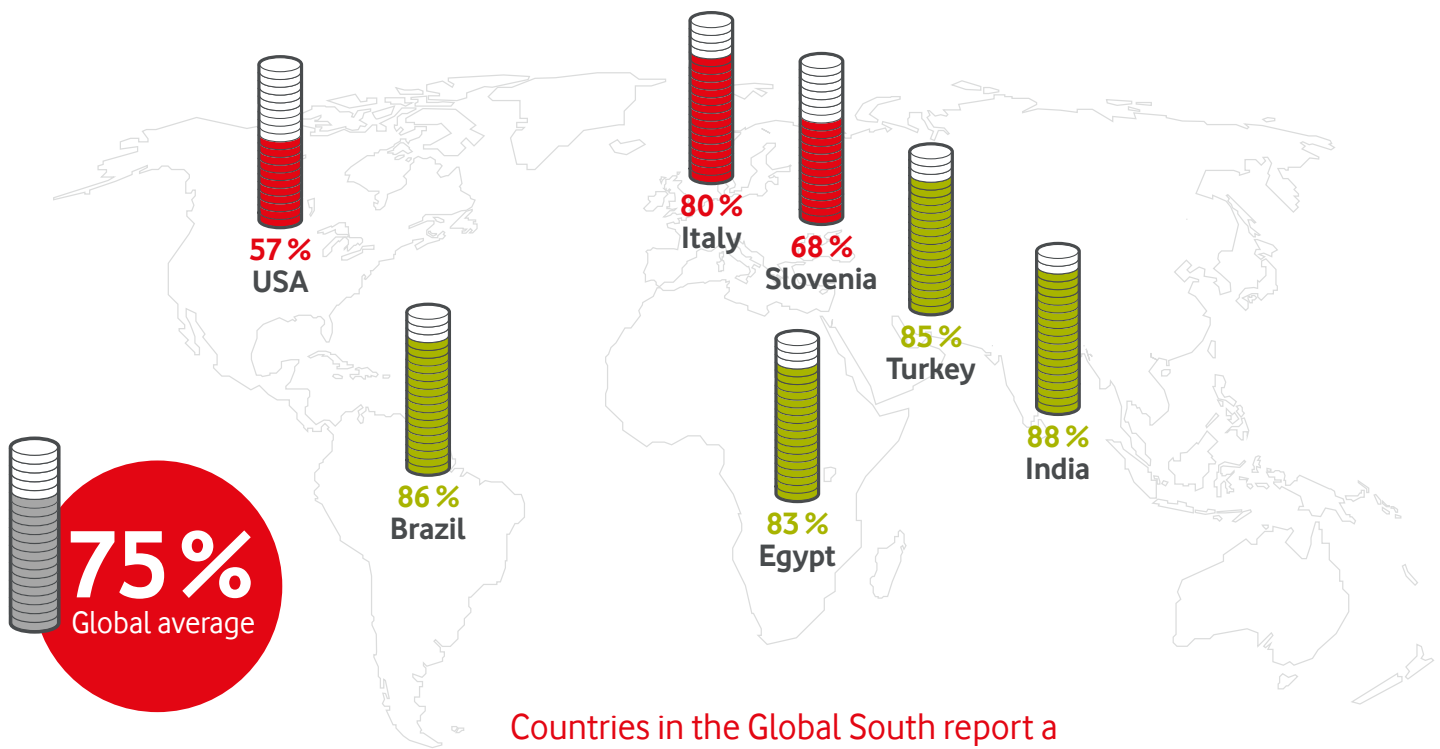 57 %
USA
80 %
Italy
68 %
Slovenia
85 %
Turkey
88 %
India
86 %
Brazil
83 %
Egypt
75 %
Global average
Countries in the Global South report a